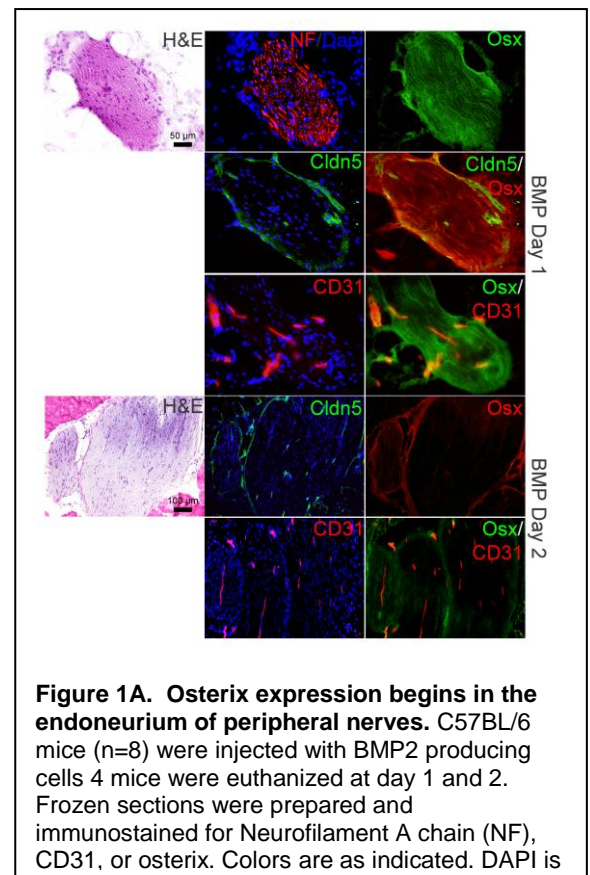 H&E
NF/Dapi
Osx
50 µm
Cldn5
Cldn5/
Osx
BMP Day 1
CD31
Osx/
CD31
H&E
Cldn5
Osx
100 µm
BMP Day 2
CD31
Osx/
CD31
Figure 1A. Osterix expression begins in the
endoneurium of peripheral nerves. C57BL/6
mice (n=8) were injected with BMP2 producing
cells 4 mice were euthanized at day 1 and 2.
Frozen sections were prepared and
immunostained for Neurofilament A chain (NF),
CD31, or osterix. Colors are as indicated. DAPI is